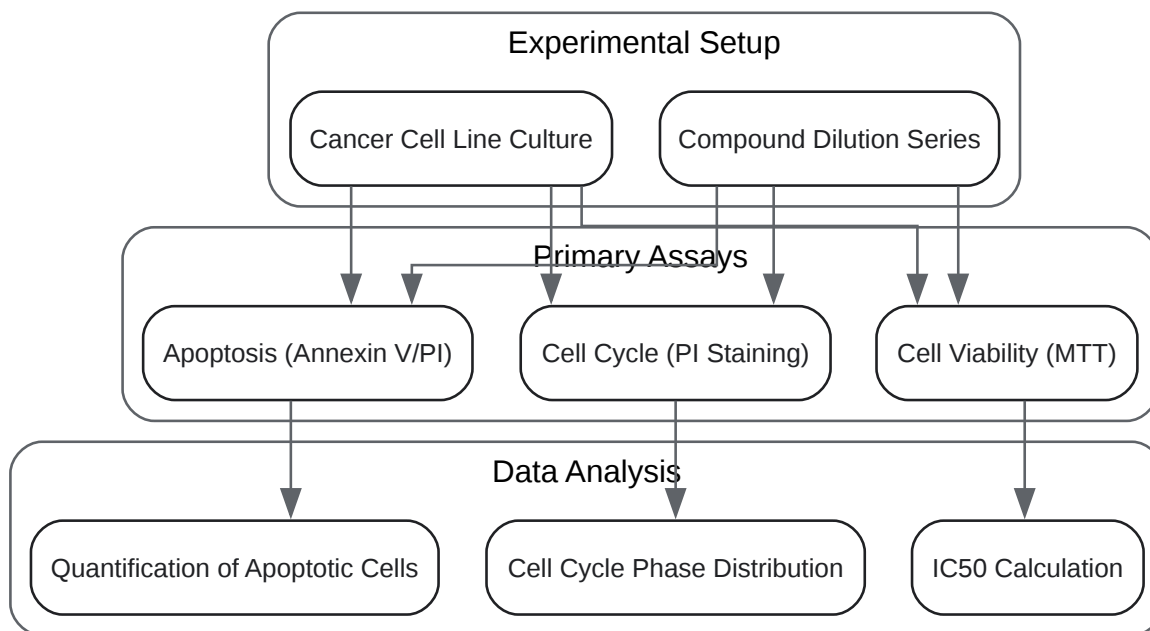 Experimental Setup
Cancer Cell Line Culture
Compound Dilution Series
Primary Assays
Apoptosis (Annexin V/PI)
Cell Cycle (PI Staining)
Cell Viability (MTT)
Data Analysis
Quantification of Apoptotic Cells
Cell Cycle Phase Distribution
IC50 Calculation